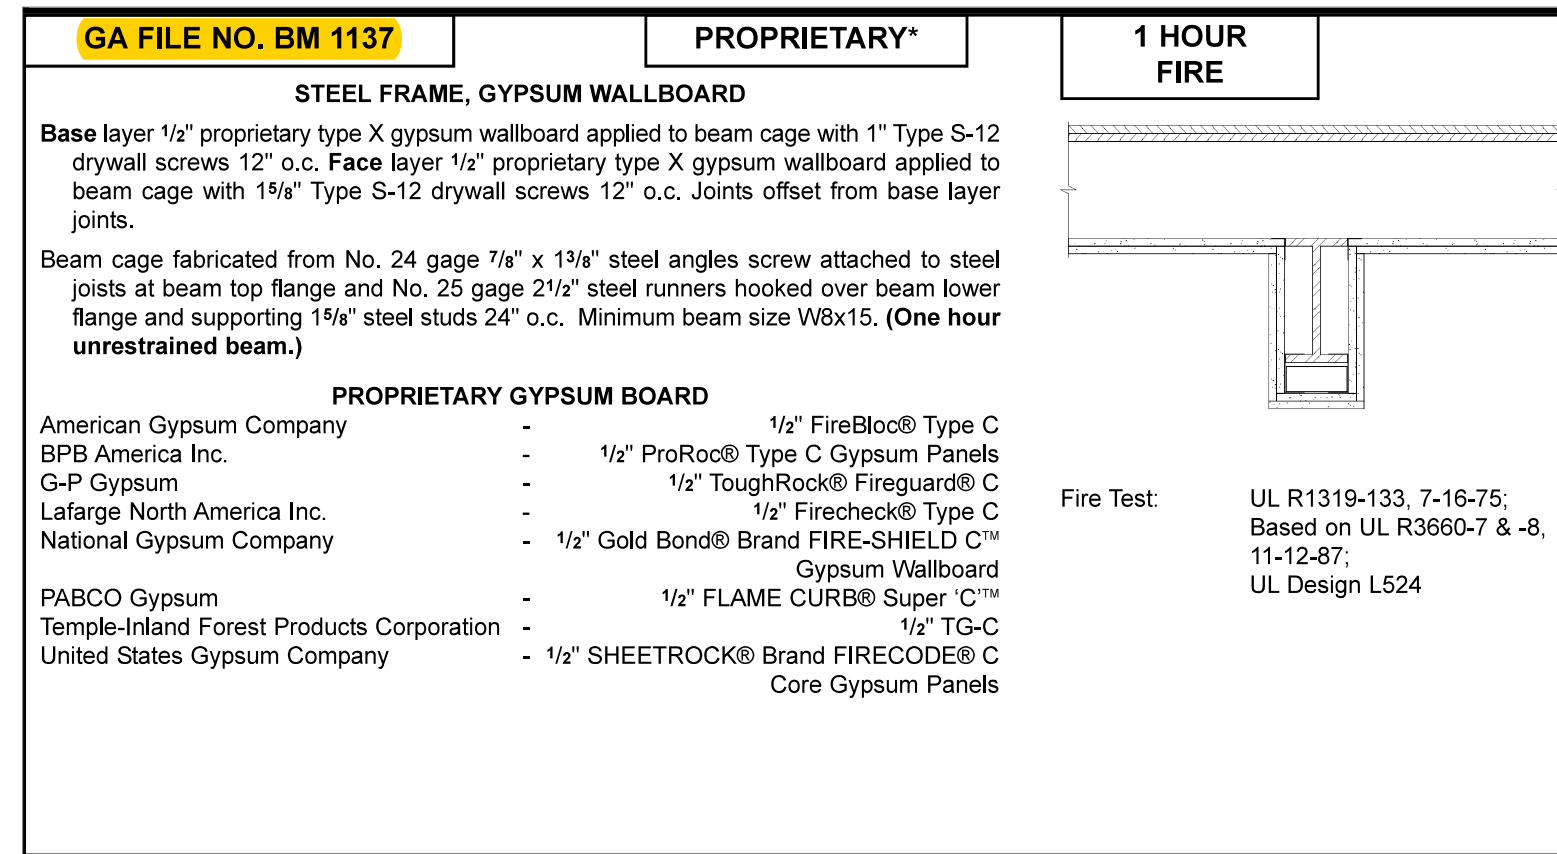 GA FILE NO. BM 1137
PROPRIETARY*
1 HOUR
FIRE
STEEL FRAME, GYPSUM WALLBOARD
Base layer 1/2" proprietary type X gypsum wallboard applied to beam cage with 1" Type S-12
drywall screws 12" o.c. Face layer 1/2" proprietary type X gypsum wallboard applied to
beam cage with 15/8" Type S-12 drywall screws 12" o.c. Joints offset from base layer
joints.
Beam cage fabricated from No. 24 gage 7/8" x 13/8" steel angles screw attached to steel
joists at beam top flange and No. 25 gage 21/2" steel runners hooked over beam lower
flange and supporting 15/8" steel studs 24" o.c. Minimum beam size W8x15. (One hour
unrestrained beam.)
PROPRIETARY GYPSUM BOARD
American Gypsum Company - 1/2" FireBloc® Type C
BPB America Inc. - 1/2" ProRoc® Type C Gypsum Panels
G-P Gypsum - 1/2" ToughRock® Fireguard® C
Lafarge North America Inc. - 1/2" Firecheck® Type C
National Gypsum Company - 1/2" Gold Bond® Brand FIRE-SHIELD C™
Gypsum Wallboard
PABCO Gypsum - 1/2" FLAME CURB® Super ‘C’™
Temple-Inland Forest Products Corporation - 1/2" TG-C
United States Gypsum Company - 1/2" SHEETROCK® Brand FIRECODE® C
Core Gypsum Panels
Fire Test: UL R1319-133, 7-16-75;
Based on UL R3660-7 & -8,
11-12-87;
UL Design L524